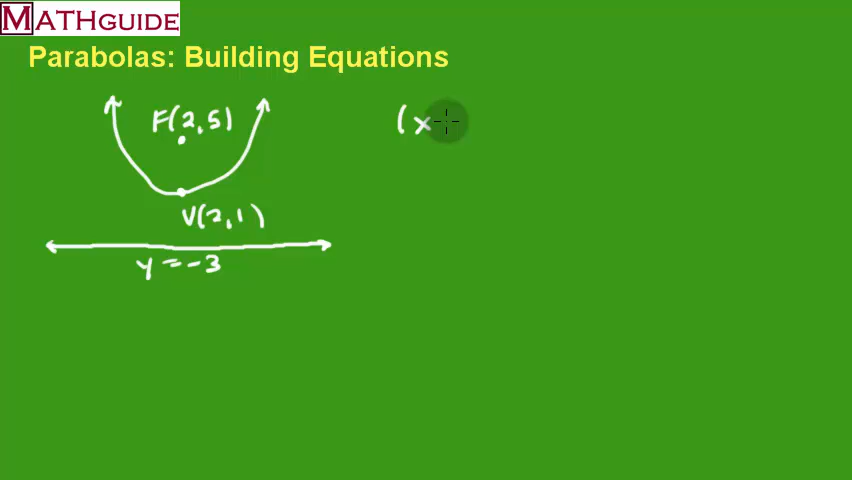 MATHGUIDE
Parabolas: Building Equations
F(2,5)
(x
V(2,1)
y=-3